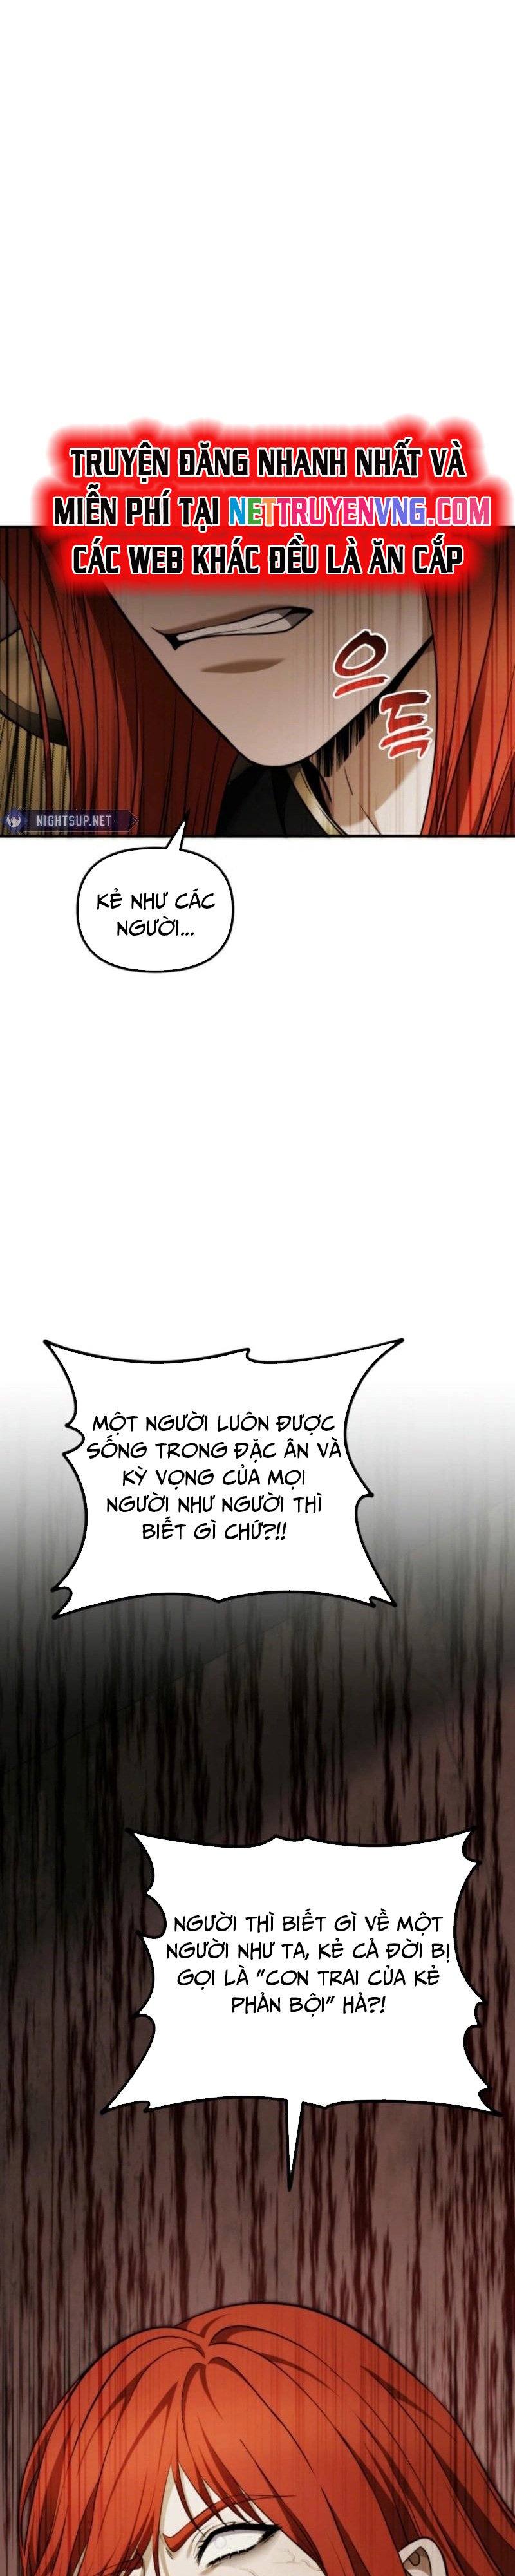 TRUYỆN ĐĂNG NHANH NHẤT VÀ
MIỄN PHÍ TẠI NETTRUYENVNG.COM
CÁC WEB KHÁC ĐỀU LÀ ĂN CẮP
으
드
NIGHTSUP.NET
KẺ NHƯ CÁC
NGƯỜI...
MỘT NGƯỜI LUÔN ĐƯỢC
SỐNG TRONG ĐẶC ÂN VÀ
KỲ VỌNG CỦA MỌI
NGƯỜI NHƯ NGƯỜI THÌ
BIẾT GÌ CHỨ?!!
NGƯỜI THÌ BIẾT GÌ VỀ MỘT
NGƯỜI NHƯ TA, KẺ CẢ ĐỜI BỊ
GỌI LÀ "CON TRAI CỦA KẺ
PHẢN BỘI" HẢ?!